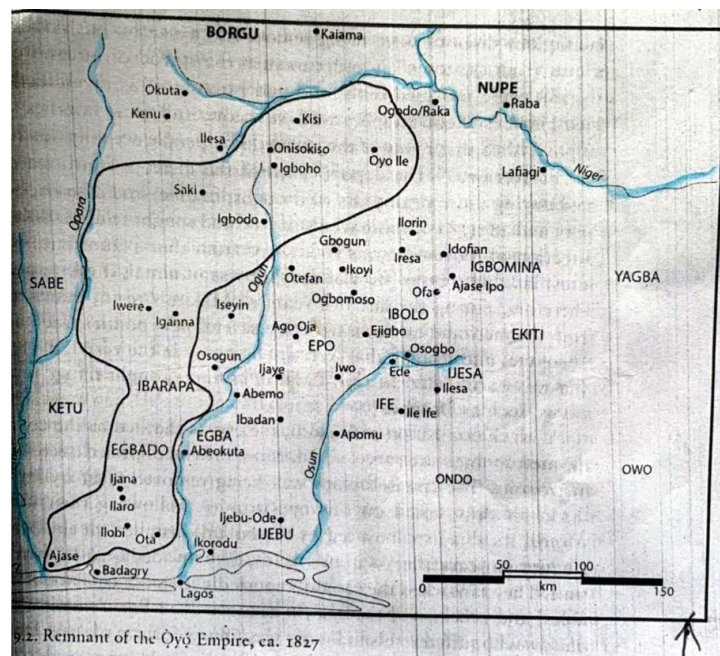 BORGU
Kaiama
Okuta
NUPE
Kenu
Ogodo/Raka
Raba
Kisi
Ilesa
Onisokiso
Oyo Ile
Igboho
Lafiagi
Niger
Saki
Opara
Igbodo
Ilorin
Gbogun
Iresa
Idofian
Ogun
SABE
Otefan
Ikoyi
IGBOMINA
YAGBA
Ajase Ipo
Ogbomoso
Ofa
Iwere
Iganna
Iseyin
IBOLO
Ago Oja
EPO
Ejigbo
EKITI
Osogun
Osogbo
Ijaye
Iwo
Ede
IJESA
IBARAPA
Abemo
Ilesa
KETU
IFE
Ile Ife
Ibadan
EGBA
Apomu
EGBADO
Abeokuta
Osun
Ijana
ONDO
OWO
Ilaro
Ilobi
Ota
Ijebu-Ode
IJEBU
Ikorodu
Ajase
Badagry
Lagos
50 100
km
0 150
9.2. Remnant of the Ọyọ́ Empire, ca. 1827